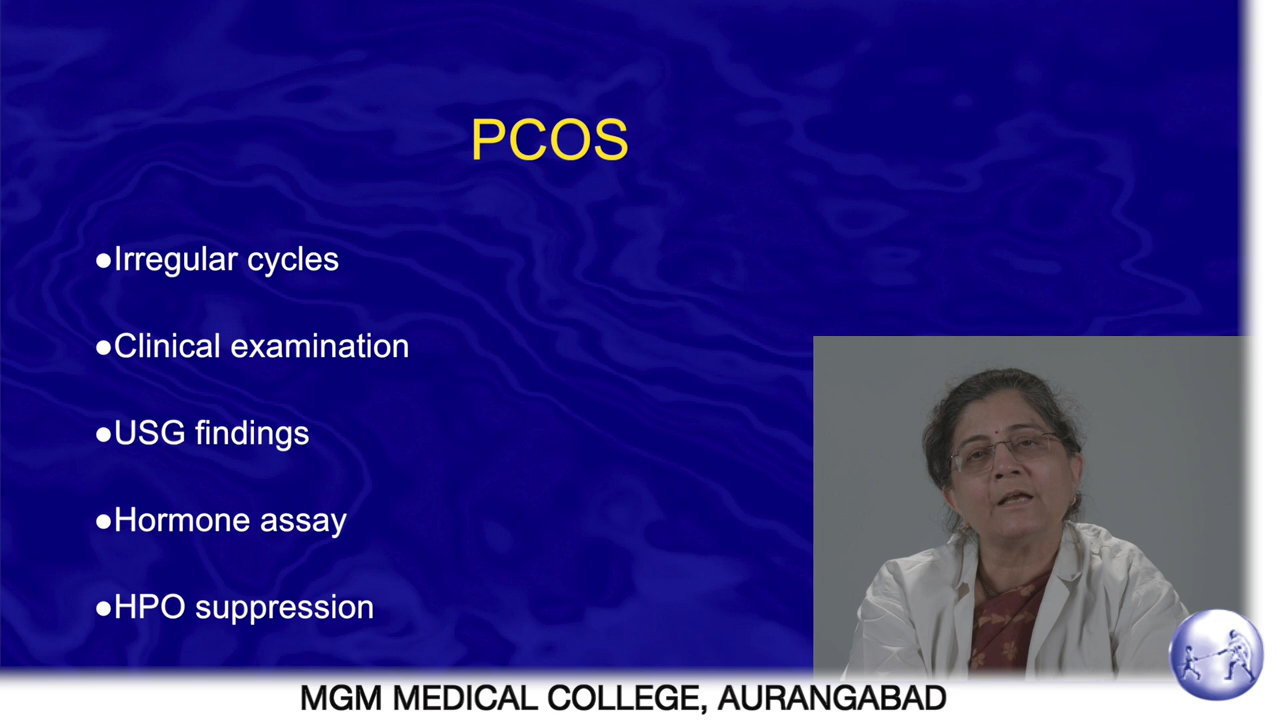 PCOS
●Irregular cycles
●Clinical examination
●USG findings
●Hormone assay
●HPO suppression
MGM MEDICAL COLLEGE, AURANGABAD